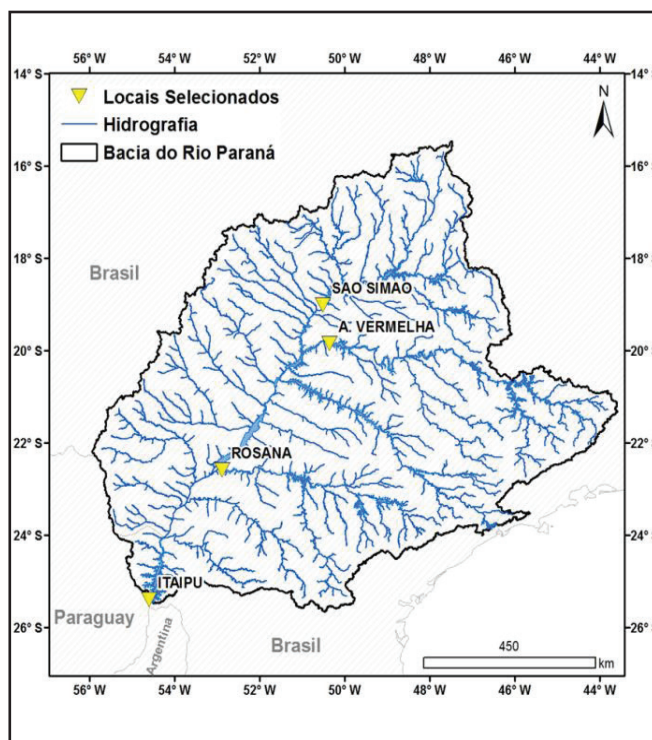 56° W 54° W 52° W 50° W 48° W 46° W 44° W
14° S
16° S
18° S
20° S
22° S
24° S
26° S
14° S
16° S
18° S
20° S
22° S
24° S
26° S
Locais Selecionados
Hidrografia
Bacia do Rio Paraná
N
Brasil
SAO SIMAO
A. VERMELHA
ROSANA
ITAIPU
Paraguay
Argentina
Brasil
450
km
56° W 54° W 52° W 50° W 48° W 46° W 44° W